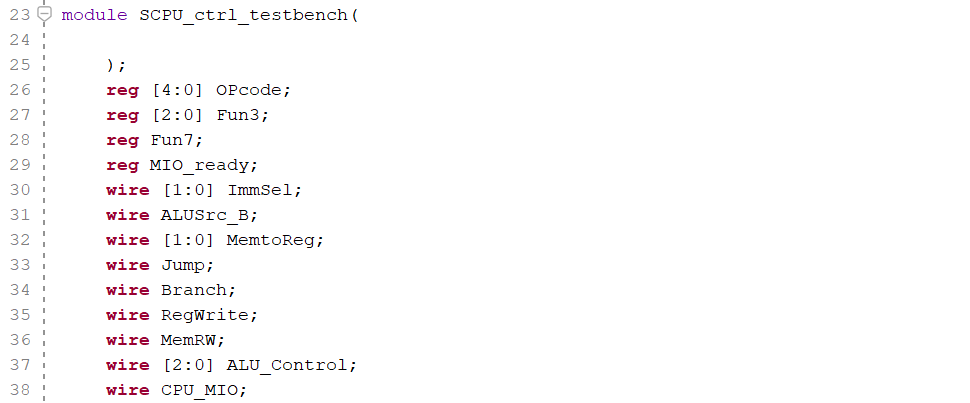 23 module SCPU_ctrl_testbench(
24
25     );
26     reg [4:0] OPcode;
27     reg [2:0] Fun3;
28     reg Fun7;
29     reg MIO_ready;
30     wire [1:0] ImmSel;
31     wire ALUSrc_B;
32     wire [1:0] MemtoReg;
33     wire Jump;
34     wire Branch;
35     wire RegWrite;
36     wire MemRW;
37     wire [2:0] ALU_Control;
38     wire CPU_MIO;